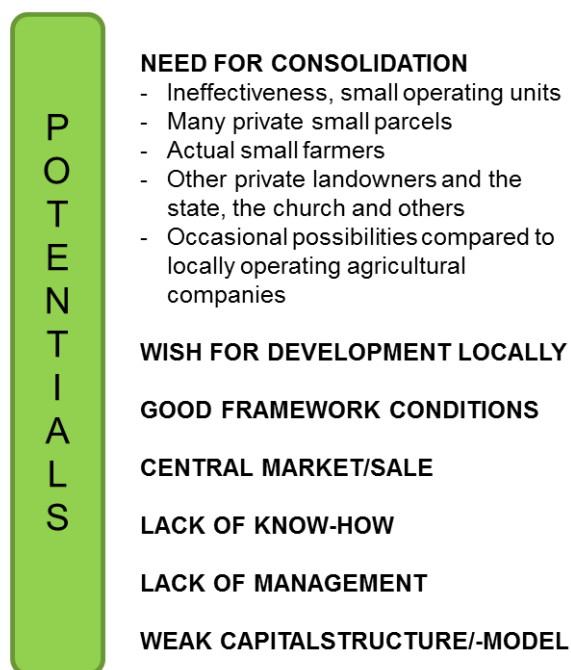 POTENTIALS
NEED FOR CONSOLIDATION
- Ineffectiveness, small operating units
- Many private small parcels
- Actual small farmers
- Other private landowners and the
state, the church and others
- Occasional possibilities compared to
locally operating agricultural
companies
WISH FOR DEVELOPMENT LOCALLY
GOOD FRAMEWORK CONDITIONS
CENTRAL MARKET/SALE
LACK OF KNOW-HOW
LACK OF MANAGEMENT
WEAK CAPITALSTRUCTURE/-MODEL